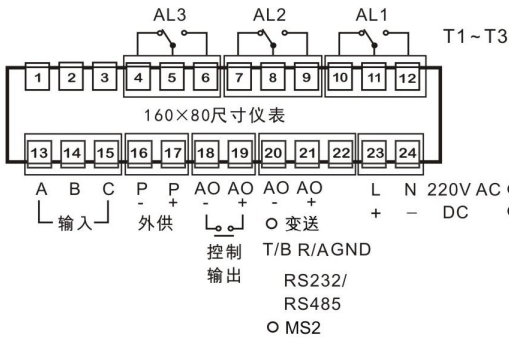 AL3 AL2 AL1
T1~T3
1 2 3 4 5 6 7 8 9 10 11 12
160×80尺寸仪表
13 14 15 16 17 18 19 20 21 22 23 24
A B C P P AO AO AO AO L N 220V AC
- + - + - + + − DC
输入 外供 变送
控制 T/B R/AGND
输出 RS232/
RS485
MS2